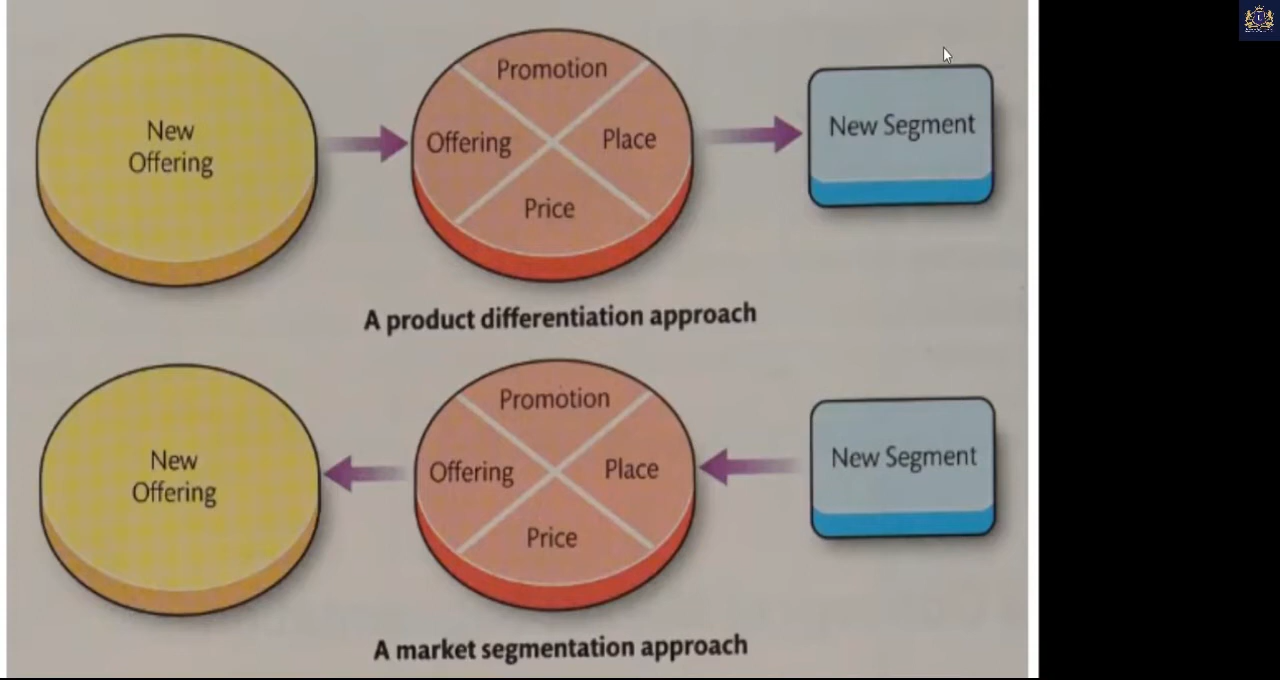 New
Offering
Promotion
Offering
Place
Price
New Segment
A product differentiation approach
New
Offering
Promotion
Offering
Place
Price
New Segment
A market segmentation approach